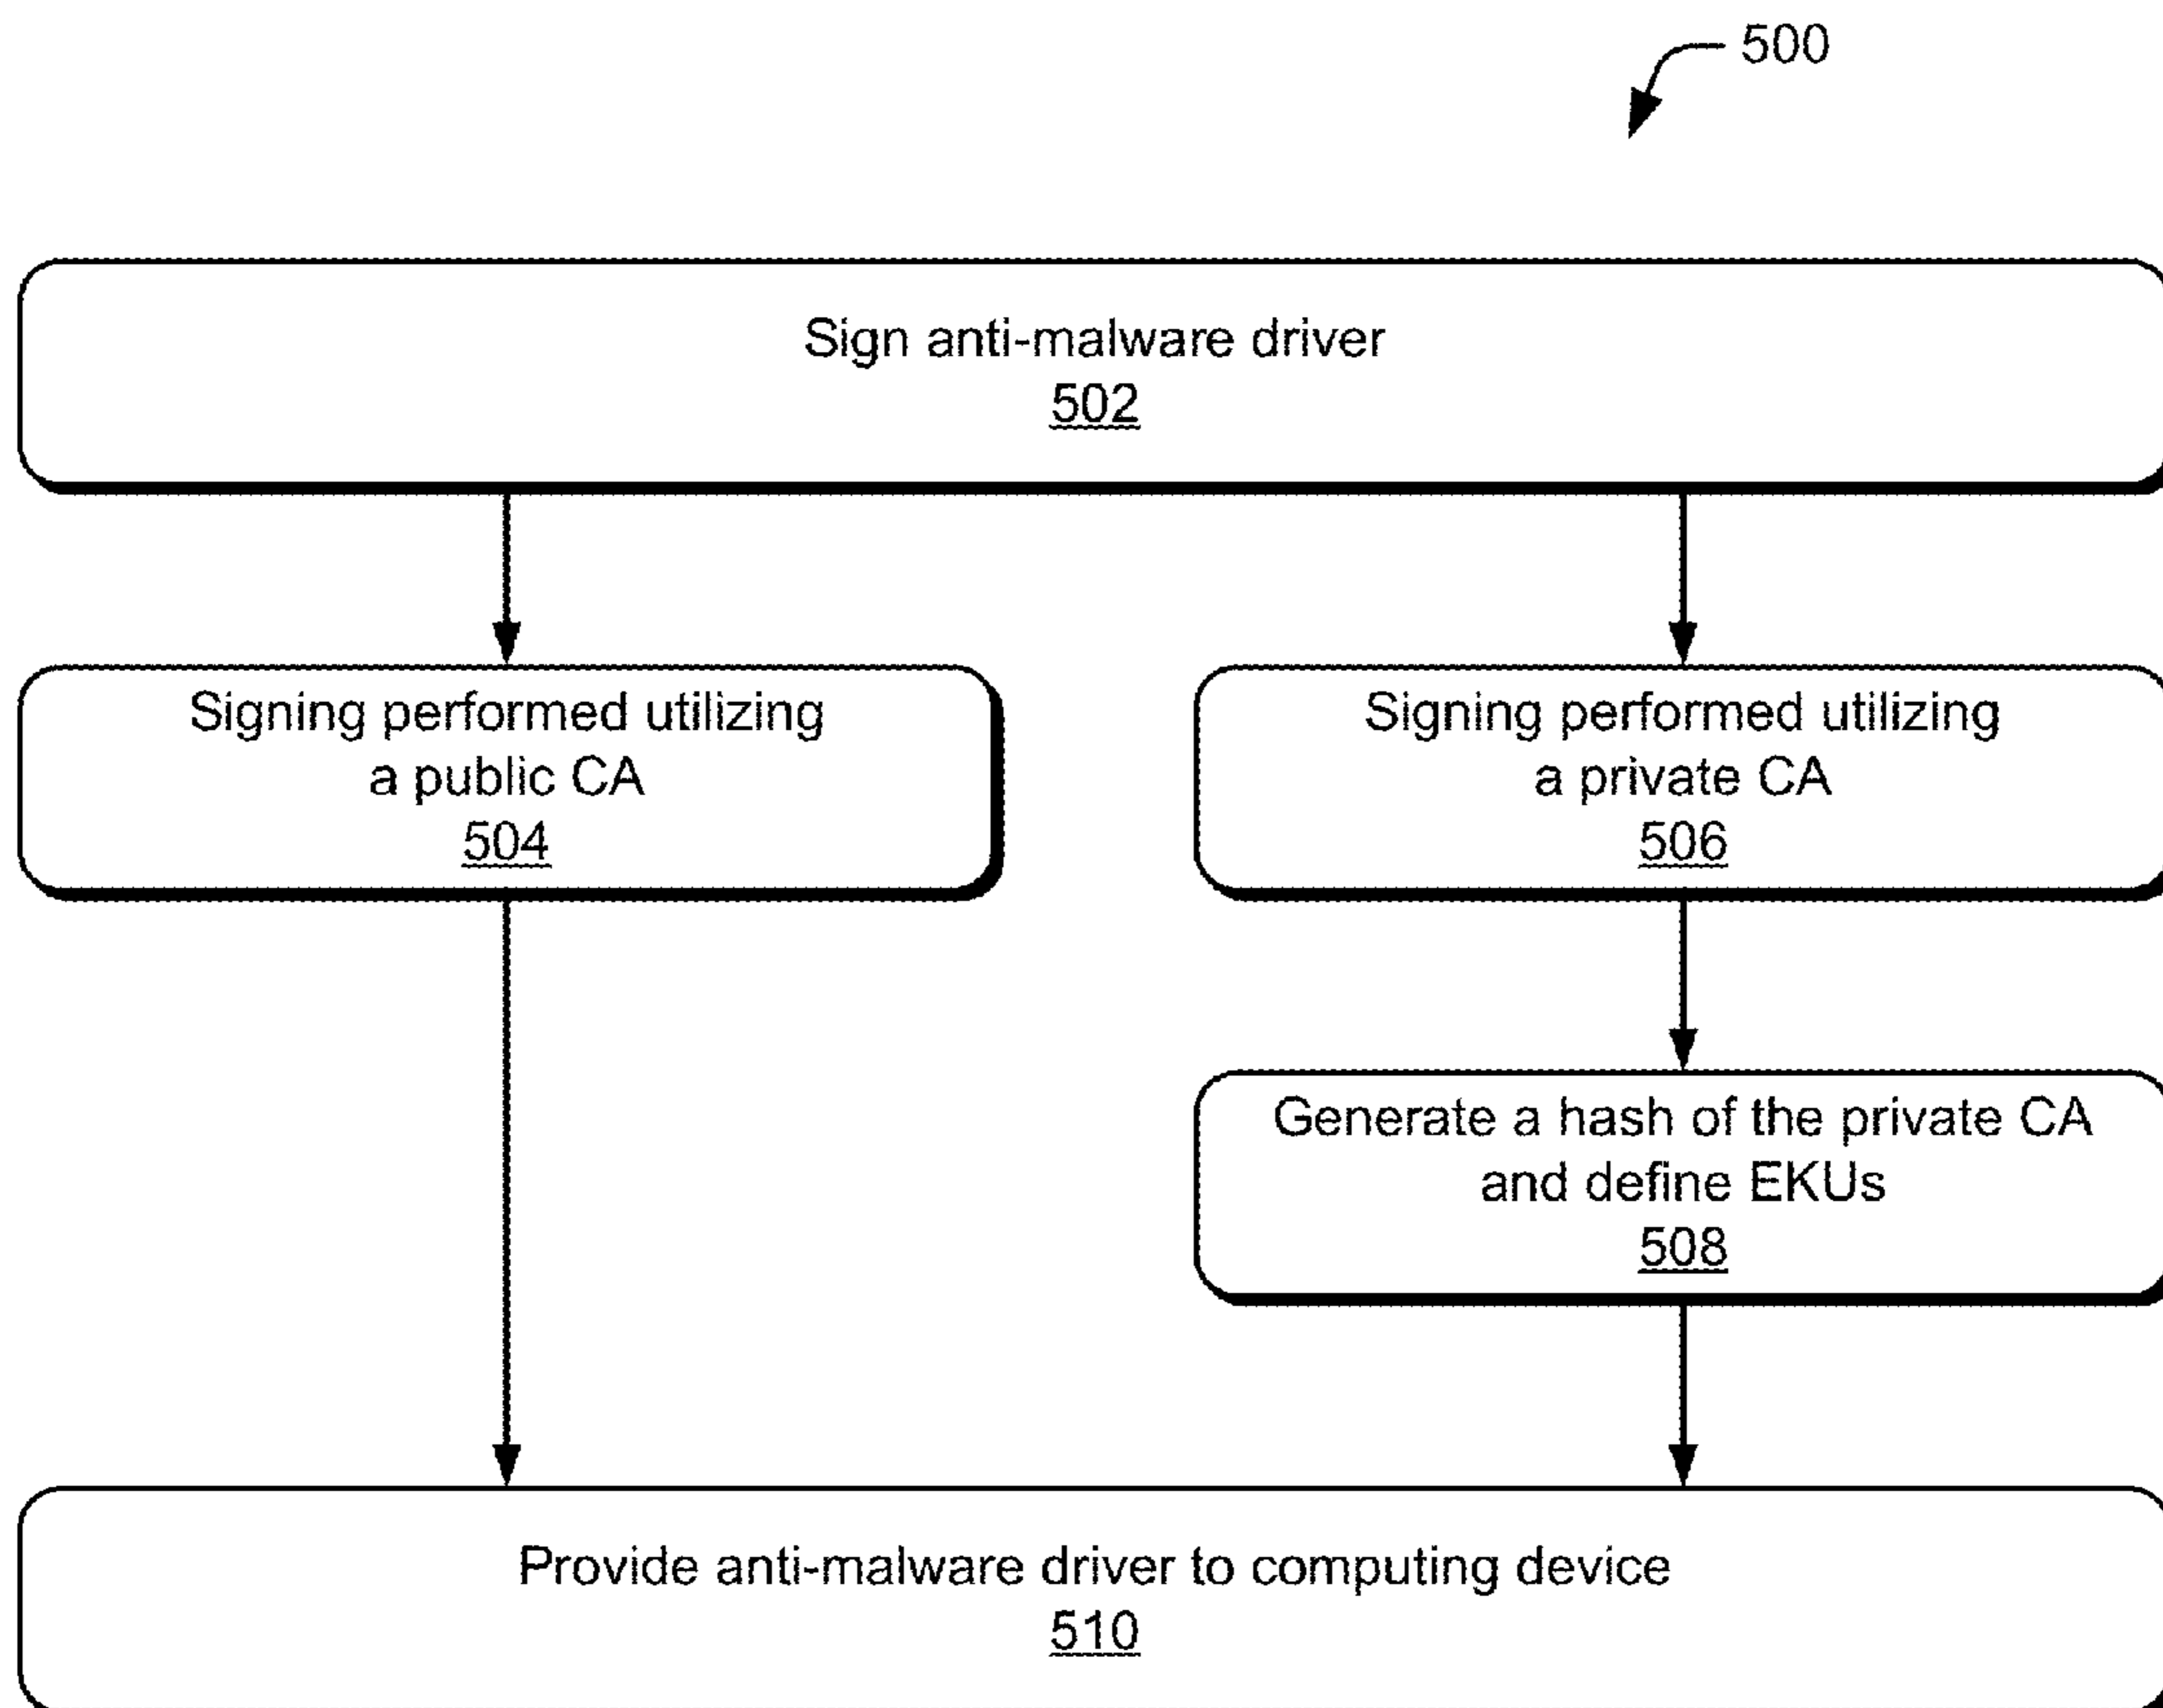 500
Sign anti-malware driver
502
Signing performed utilizing
a public CA
504
Signing performed utilizing
a private CA
506
Generate a hash of the private CA
and define EKUs
508
Provide anti-malware driver to computing device
510